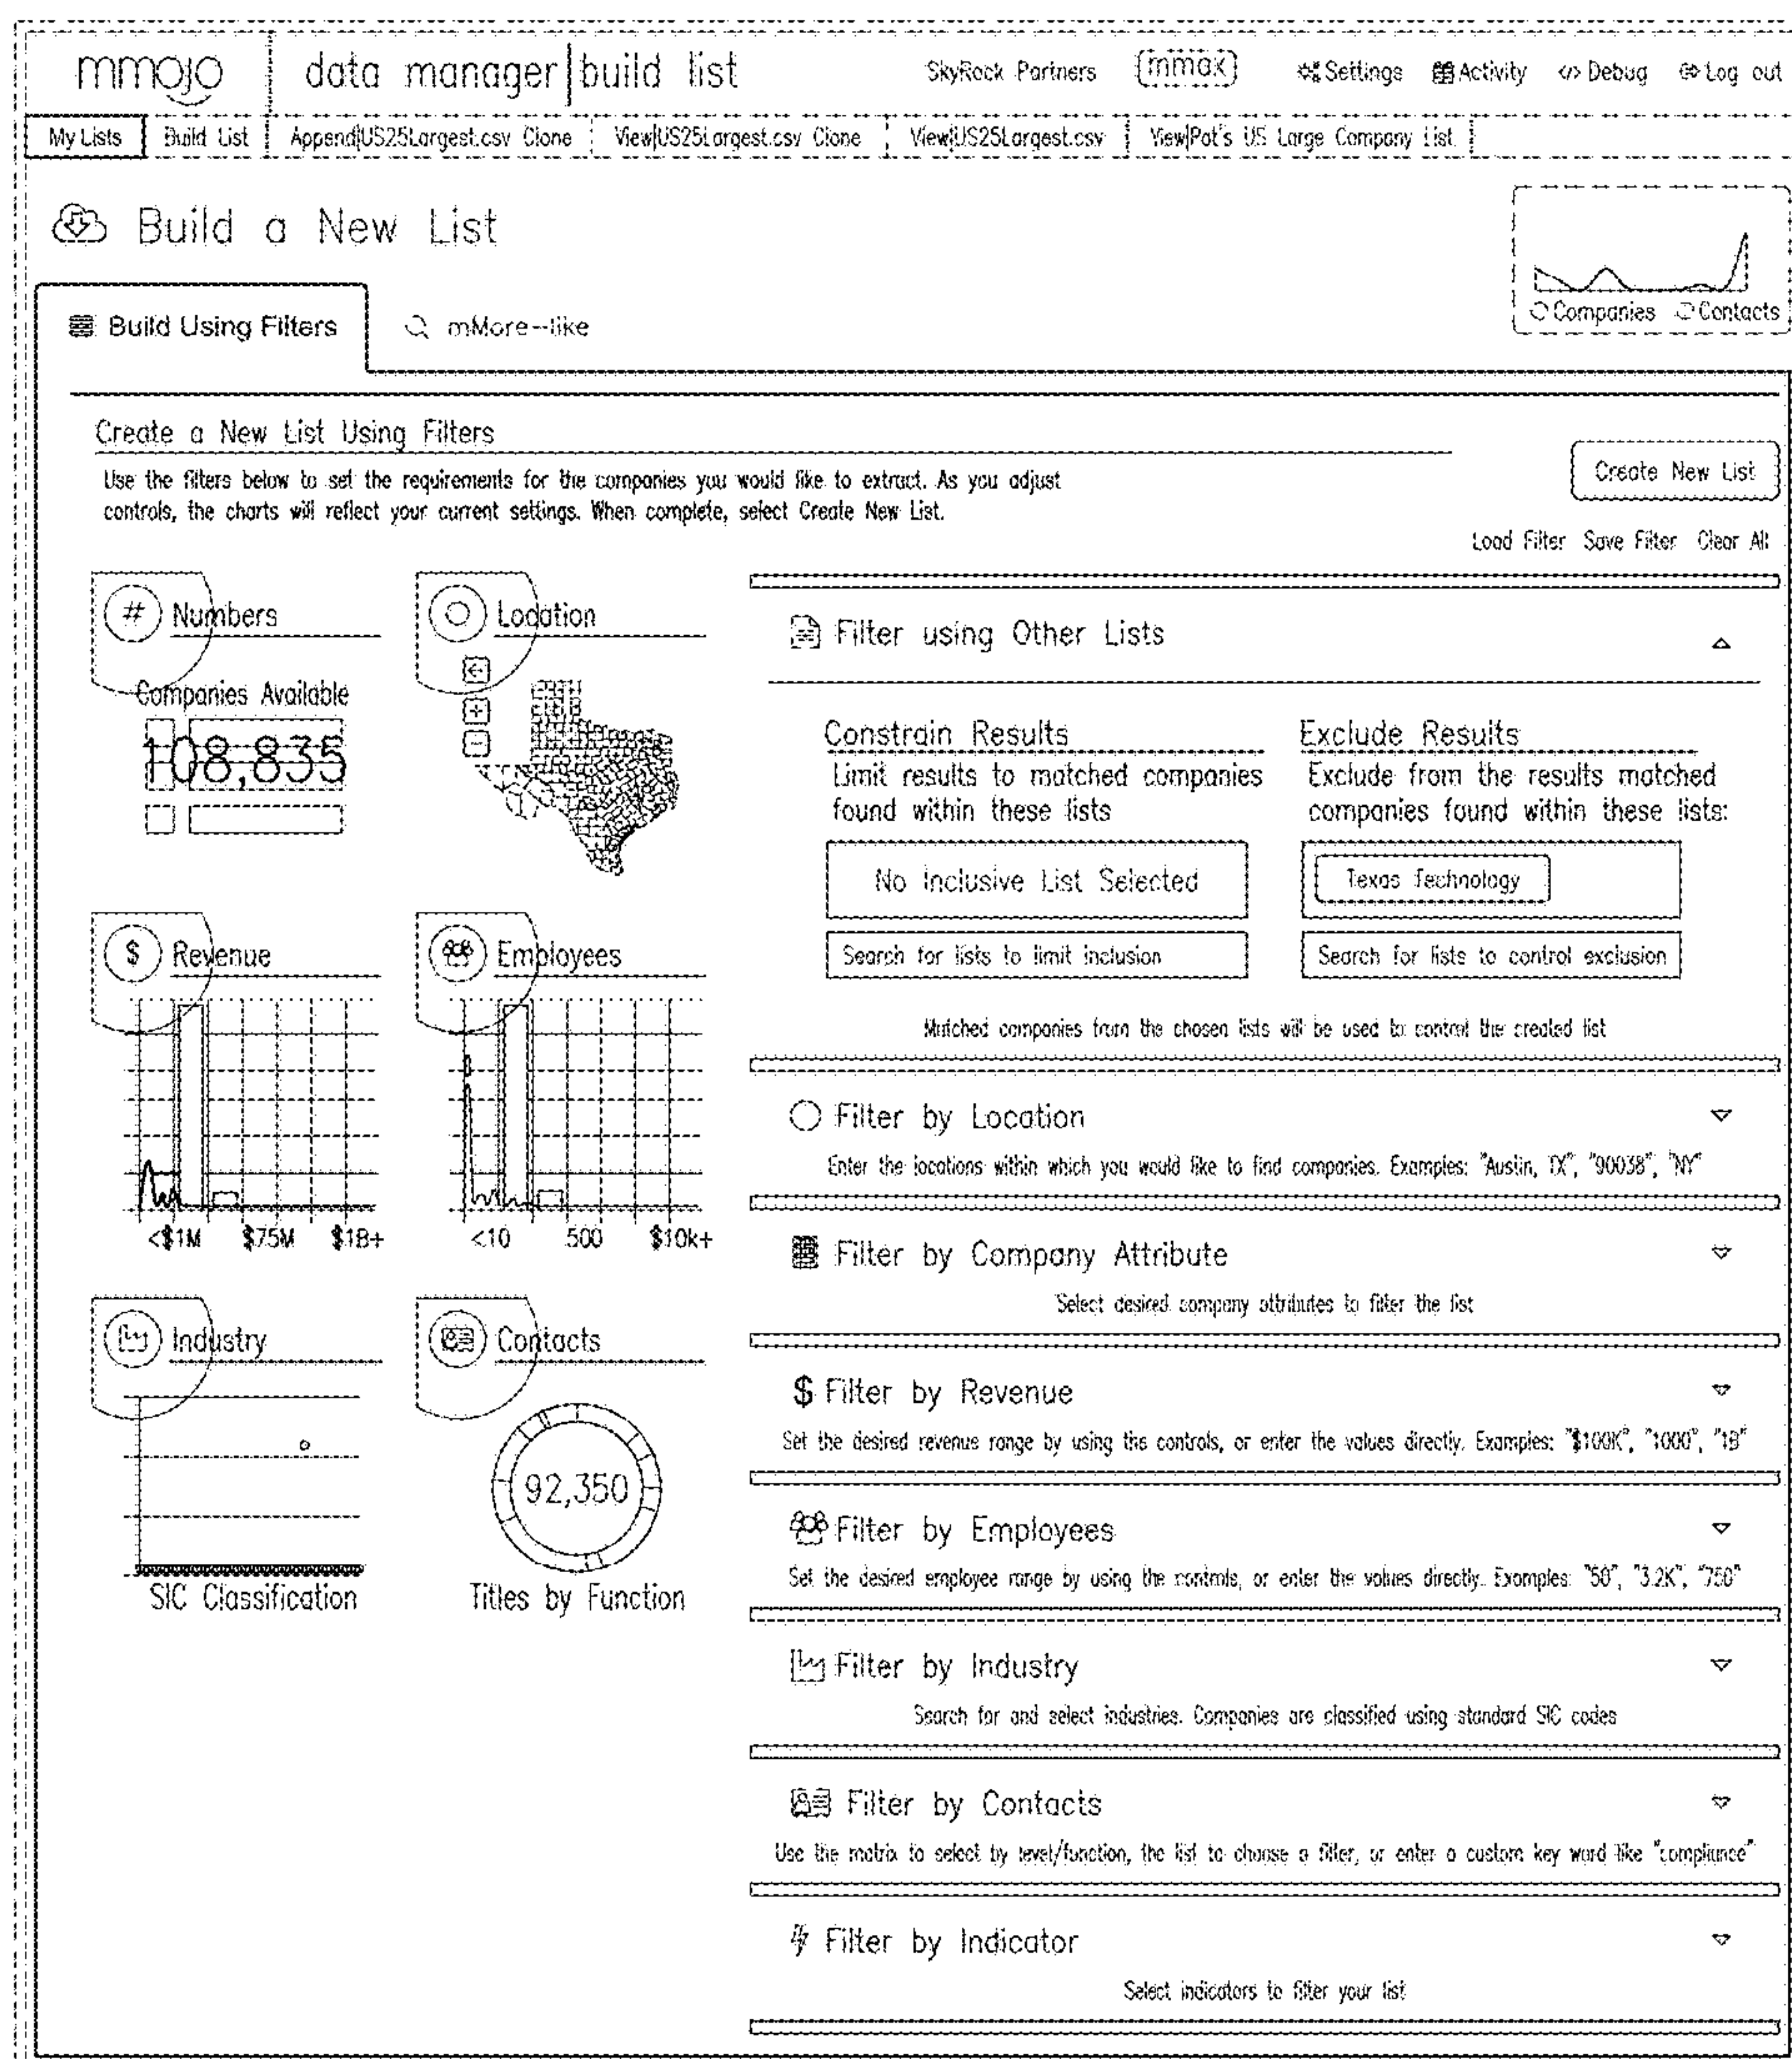 mmojo
data manager|build list
SkyRock Partners
mmax
Settings
Activity
</> Debug
Log out
My Lists
Build List
Append|US25Largest.csv Clone
View|US25Largest.csv Clone
View|US25Largest.csv
View|Pat's US Large Company List
Build a New List
Companies Contacts
Build Using Filters
mMore--like
Create a New List Using Filters
Use the filters below to set the requirements for the companies you would like to extract. As you adjust
controls, the charts will reflect your current settings. When complete, select Create New List.
Create New List
Load Filter Save Filter Clear All
# Numbers
Companies Available
108,835
Location
$ Revenue
<$1M $75M $1B+
Employees
<10 500 $10k+
Industry
SIC Classification
Contacts
92,350
Titles by Function
Filter using Other Lists
Constrain Results
Limit results to matched companies
found within these lists
No Inclusive List Selected
Search for lists to limit inclusion
Exclude Results
Exclude from the results matched
companies found within these lists:
Texas Technology
Search for lists to control exclusion
Matched companies from the chosen lists will be used to control the created list
Filter by Location
Enter the locations within which you would like to find companies. Examples: "Austin, TX", "90038", "NY"
Filter by Company Attribute
Select desired company attributes to filter the list
$ Filter by Revenue
Set the desired revenue range by using the controls, or enter the values directly. Examples: "$100K", "1000", "1B"
Filter by Employees
Set the desired employee range by using the controls, or enter the values directly. Examples: "50", "3.2K", "750"
Filter by Industry
Search for and select industries. Companies are classified using standard SIC codes
Filter by Contacts
Use the matrix to select by level/function, the list to choose a filter, or enter a custom key word like "compliance"
Filter by Indicator
Select indicators to filter your list